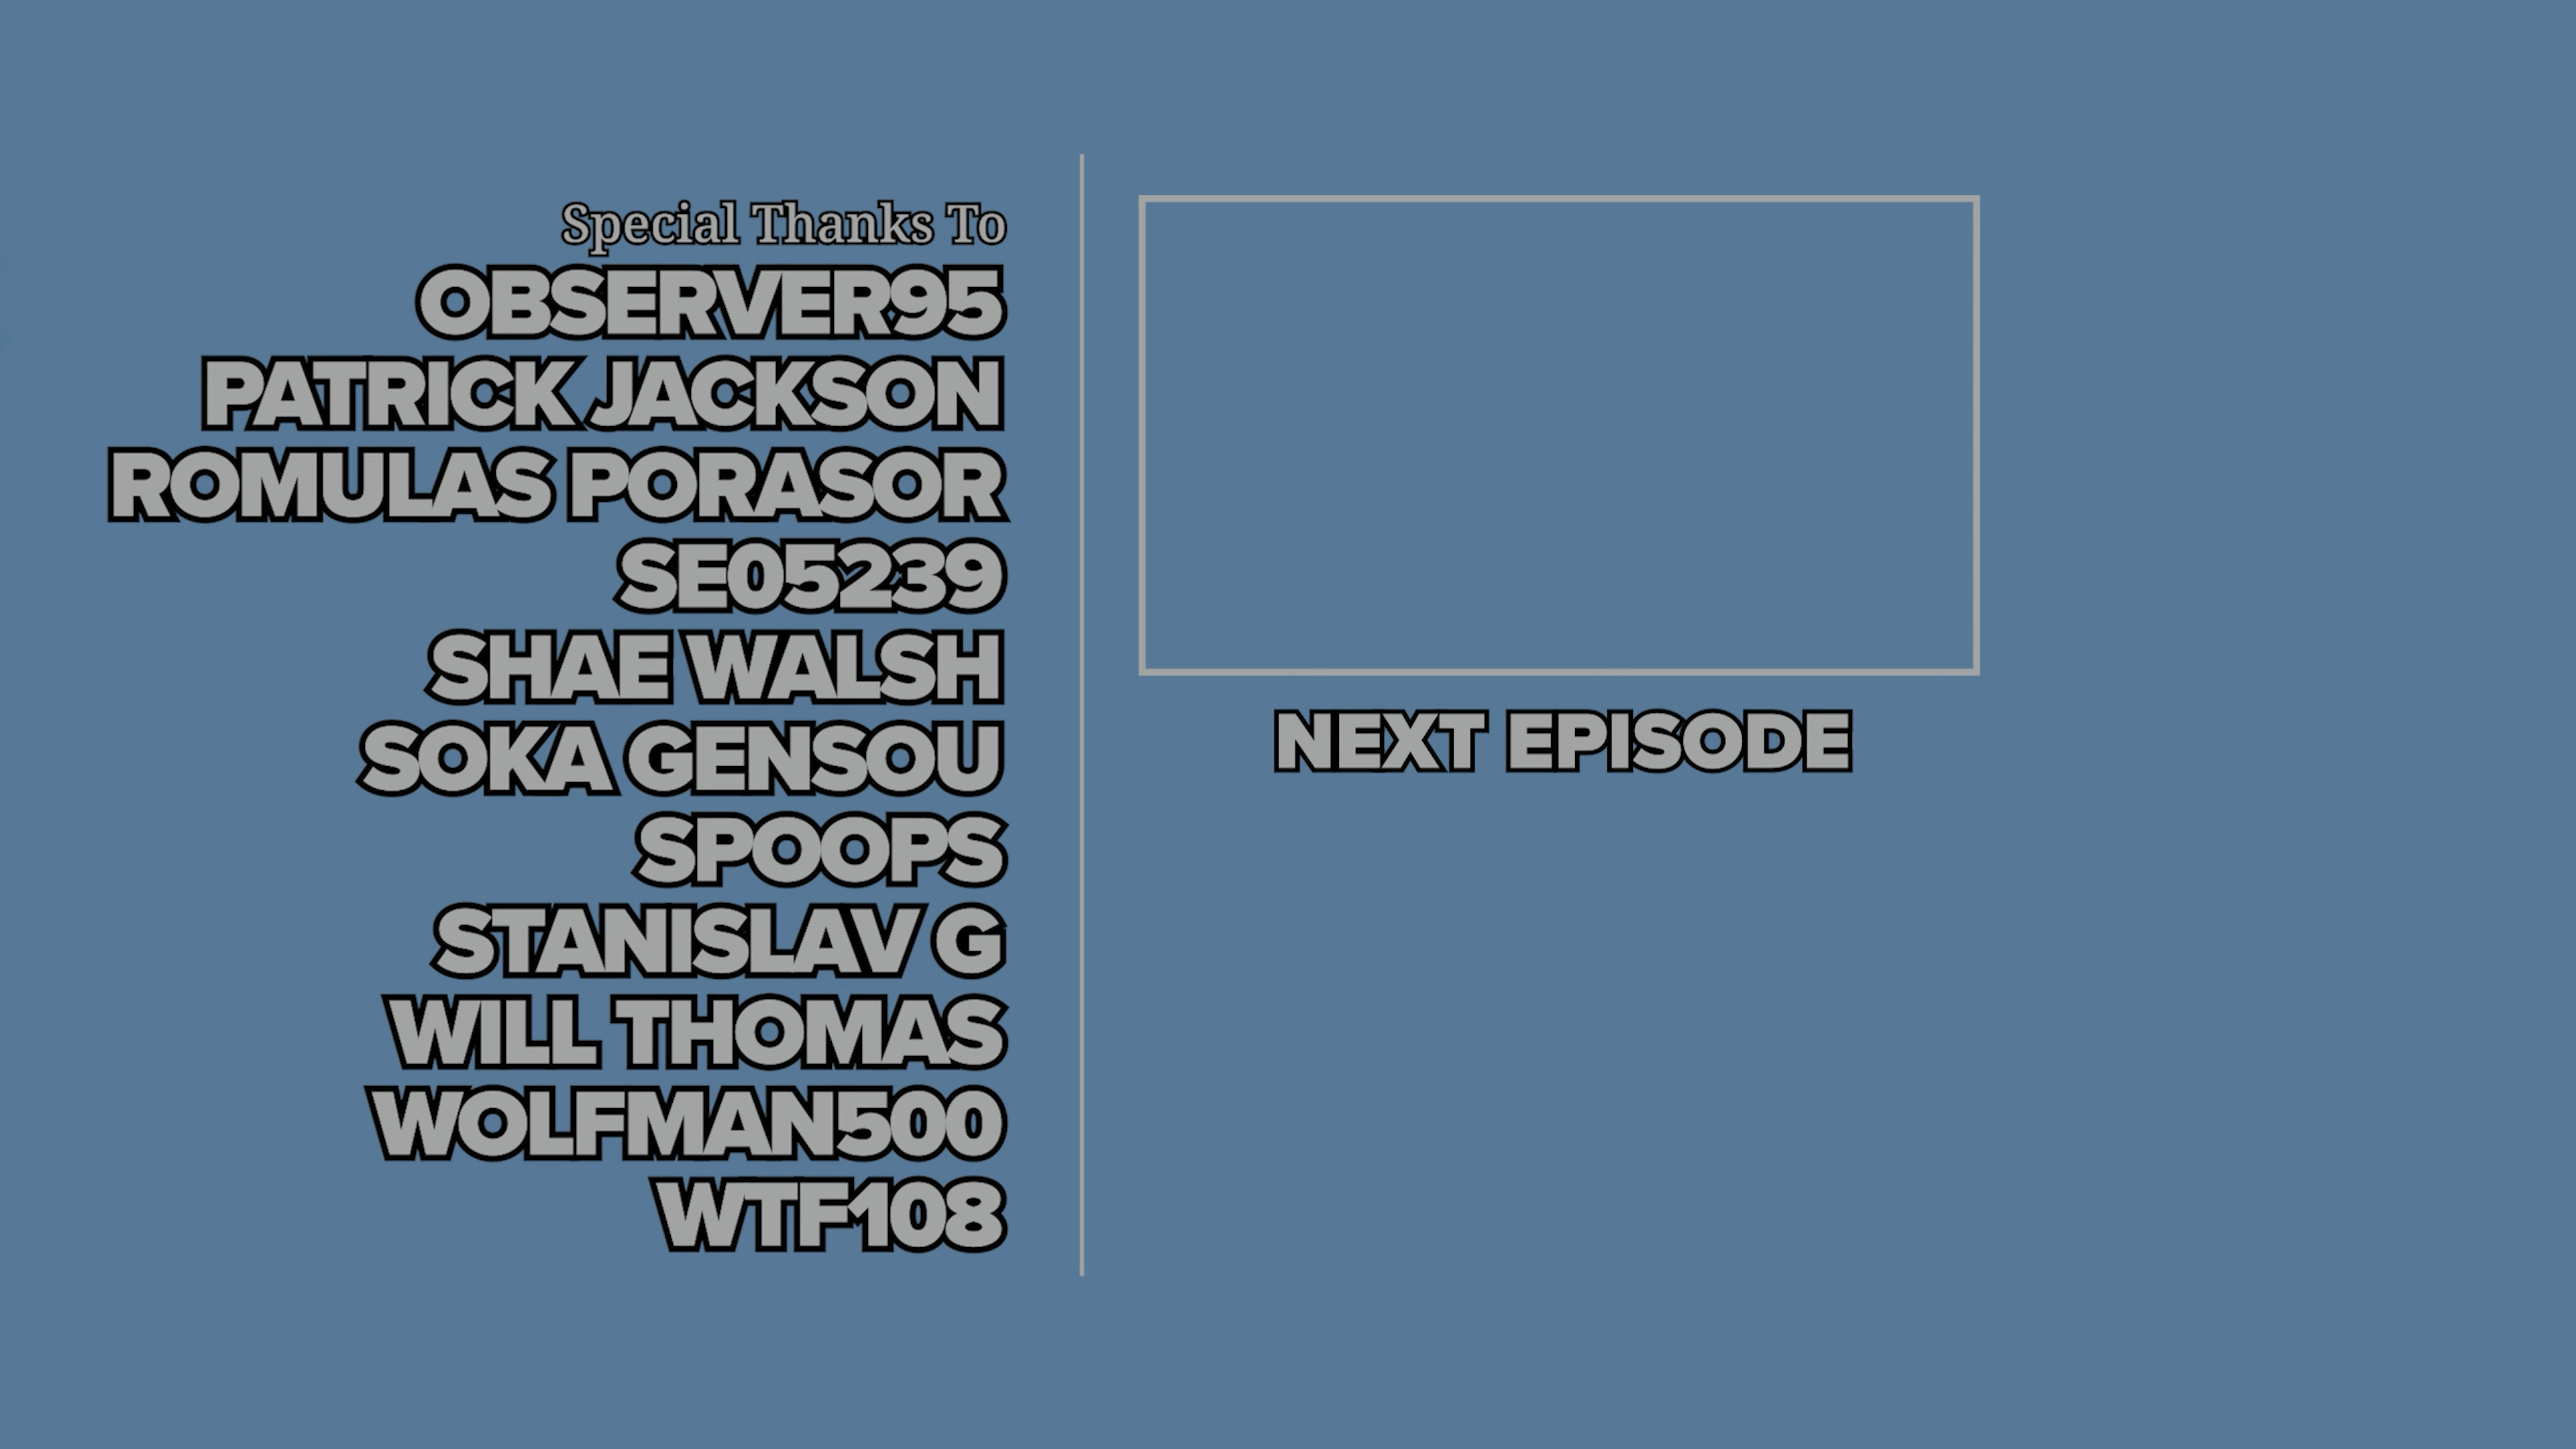 Special Thanks To
OBSERVER95
PATRICK JACKSON
ROMULAS PORASOR
SE05239
SHAE WALSH
SOKA GENSOU
SPOOPS
STANISLAV G
WILL THOMAS
WOLFMAN500
WTF108
NEXT EPISODE